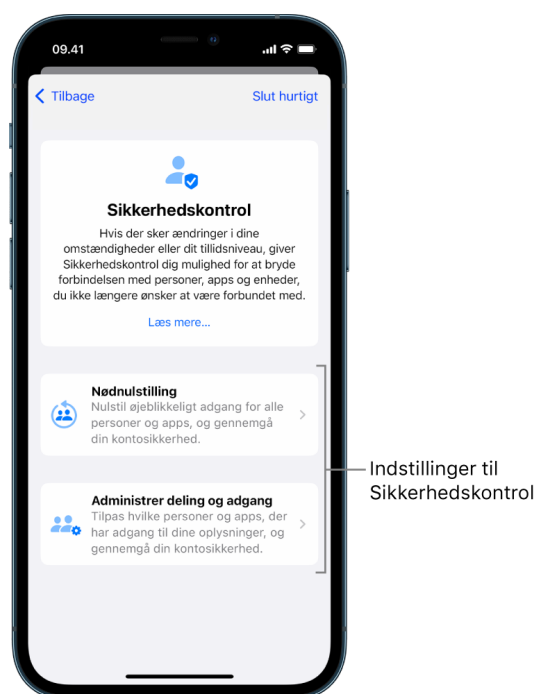 09.41
Tilbage
Slut hurtigt
Sikkerhedskontrol
Hvis der sker ændringer i dine
omstændigheder eller dit tillidsniveau, giver
Sikkerhedskontrol dig mulighed for at bryde
forbindelsen med personer, apps og enheder,
du ikke længere ønsker at være forbundet med.
Læs mere...
Nødnulstilling
Nulstil øjeblikkeligt adgang for alle
personer og apps, og gennemgå
din kontosikkerhed.
Administrer deling og adgang
Tilpas hvilke personer og apps, der
har adgang til dine oplysninger, og
gennemgå din kontosikkerhed.
Indstillinger til
Sikkerhedskontrol